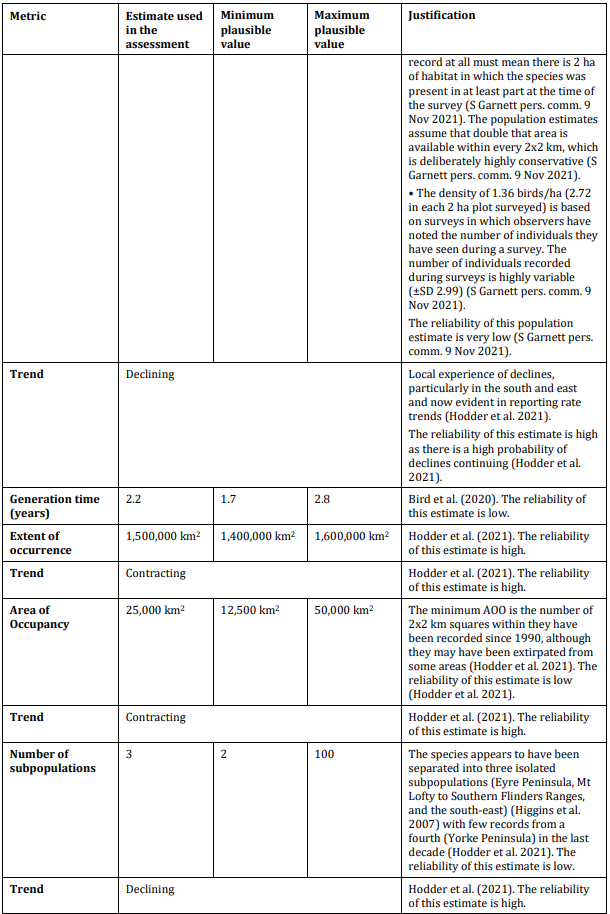 Metric
Estimate used
in the
assessment
Minimum
plausible
value
Maximum
plausible
value
Justification
record at all must mean there is 2 ha
of habitat in which the species was
present in at least part at the time of
the survey (S Garnett pers. comm. 9
Nov 2021). The population estimates
assume that double that area is
available within every 2x2 km, which
is deliberately highly conservative (S
Garnett pers. comm. 9 Nov 2021).
• The density of 1.36 birds/ha (2.72
in each 2 ha plot surveyed) is based
on surveys in which observers have
noted the number of individuals they
have seen during a survey. The
number of individuals recorded
during surveys is highly variable
(±SD 2.99) (S Garnett pers. comm. 9
Nov 2021).
The reliability of this population
estimate is very low (S Garnett pers.
comm. 9 Nov 2021).
Trend
Declining
Local experience of declines,
particularly in the south and east
and now evident in reporting rate
trends (Hodder et al. 2021).
The reliability of this estimate is high
as there is a high probability of
declines continuing (Hodder et al.
2021).
Generation time
(years)
2.2
1.7
2.8
Bird et al. (2020). The reliability of
this estimate is low.
Extent of
occurrence
1,500,000 km²
1,400,000 km²
1,600,000 km²
Hodder et al. (2021). The reliability
of this estimate is high.
Trend
Contracting
Hodder et al. (2021). The reliability
of this estimate is high.
Area of
Occupancy
25,000 km²
12,500 km²
50,000 km²
The minimum AOO is the number of
2x2 km squares within they have
been recorded since 1990, although
they may have been extirpated from
some areas (Hodder et al. 2021). The
reliability of this estimate is low
(Hodder et al. 2021).
Trend
Contracting
Hodder et al. (2021). The reliability
of this estimate is high.
Number of
subpopulations
3
2
100
The species appears to have been
separated into three isolated
subpopulations (Eyre Peninsula, Mt
Lofty to Southern Flinders Ranges,
and the south-east) (Higgins et al.
2007) with few records from a
fourth (Yorke Peninsula) in the last
decade (Hodder et al. 2021). The
reliability of this estimate is low.
Trend
Declining
Hodder et al. (2021). The reliability
of this estimate is high.